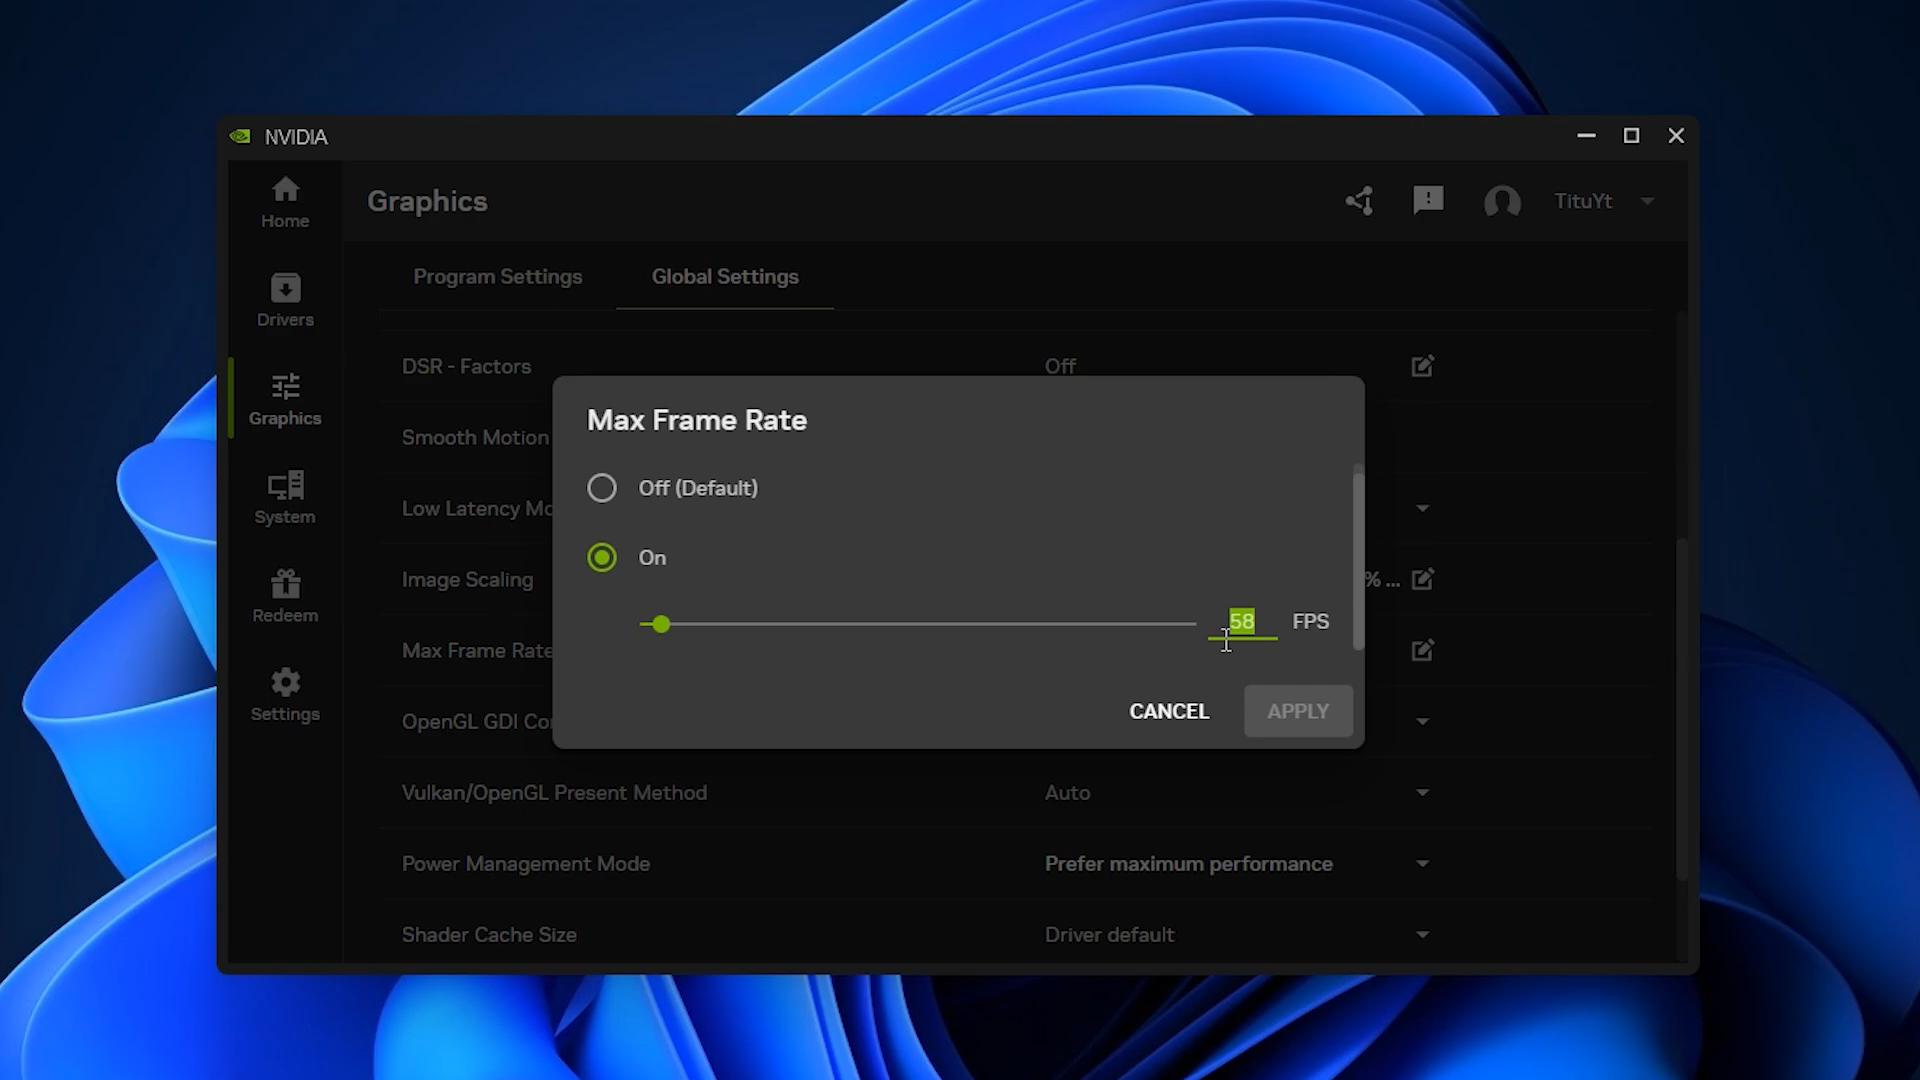 NVIDIA
Home
Graphics
TituYt
Program Settings
Global Settings
Drivers
DSR - Factors
Off
Graphics
Smooth Motion
Max Frame Rate
Off (Default)
System
Low Latency Mo
On
Image Scaling
% ...
Redeem
58
FPS
Max Frame Rate
Settings
OpenGL GDI Co
CANCEL
APPLY
Vulkan/OpenGL Present Method
Auto
Power Management Mode
Prefer maximum performance
Shader Cache Size
Driver default